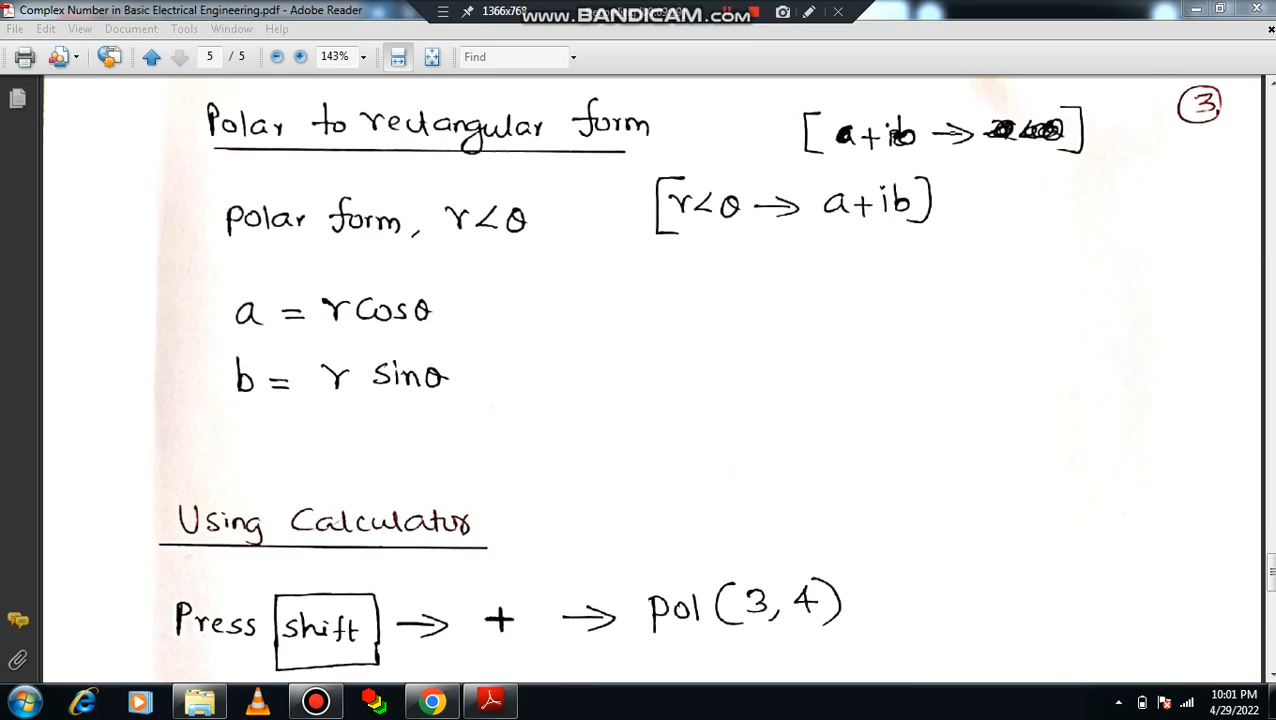 Complex Number in Basic Electrical Engineering.pdf - Adobe Reader
1366x768
www.BANDICAM.com
File Edit View Document Tools Window Help
5 / 5 143% Find
3
Polar to rectangular form [a+ib →]
polar form, r∠θ [r∠θ → a+ib]
a = r cosθ
b = r sinθ
Using Calculator
Press shift → + → pol (3, 4)
10:01 PM
4/29/2022